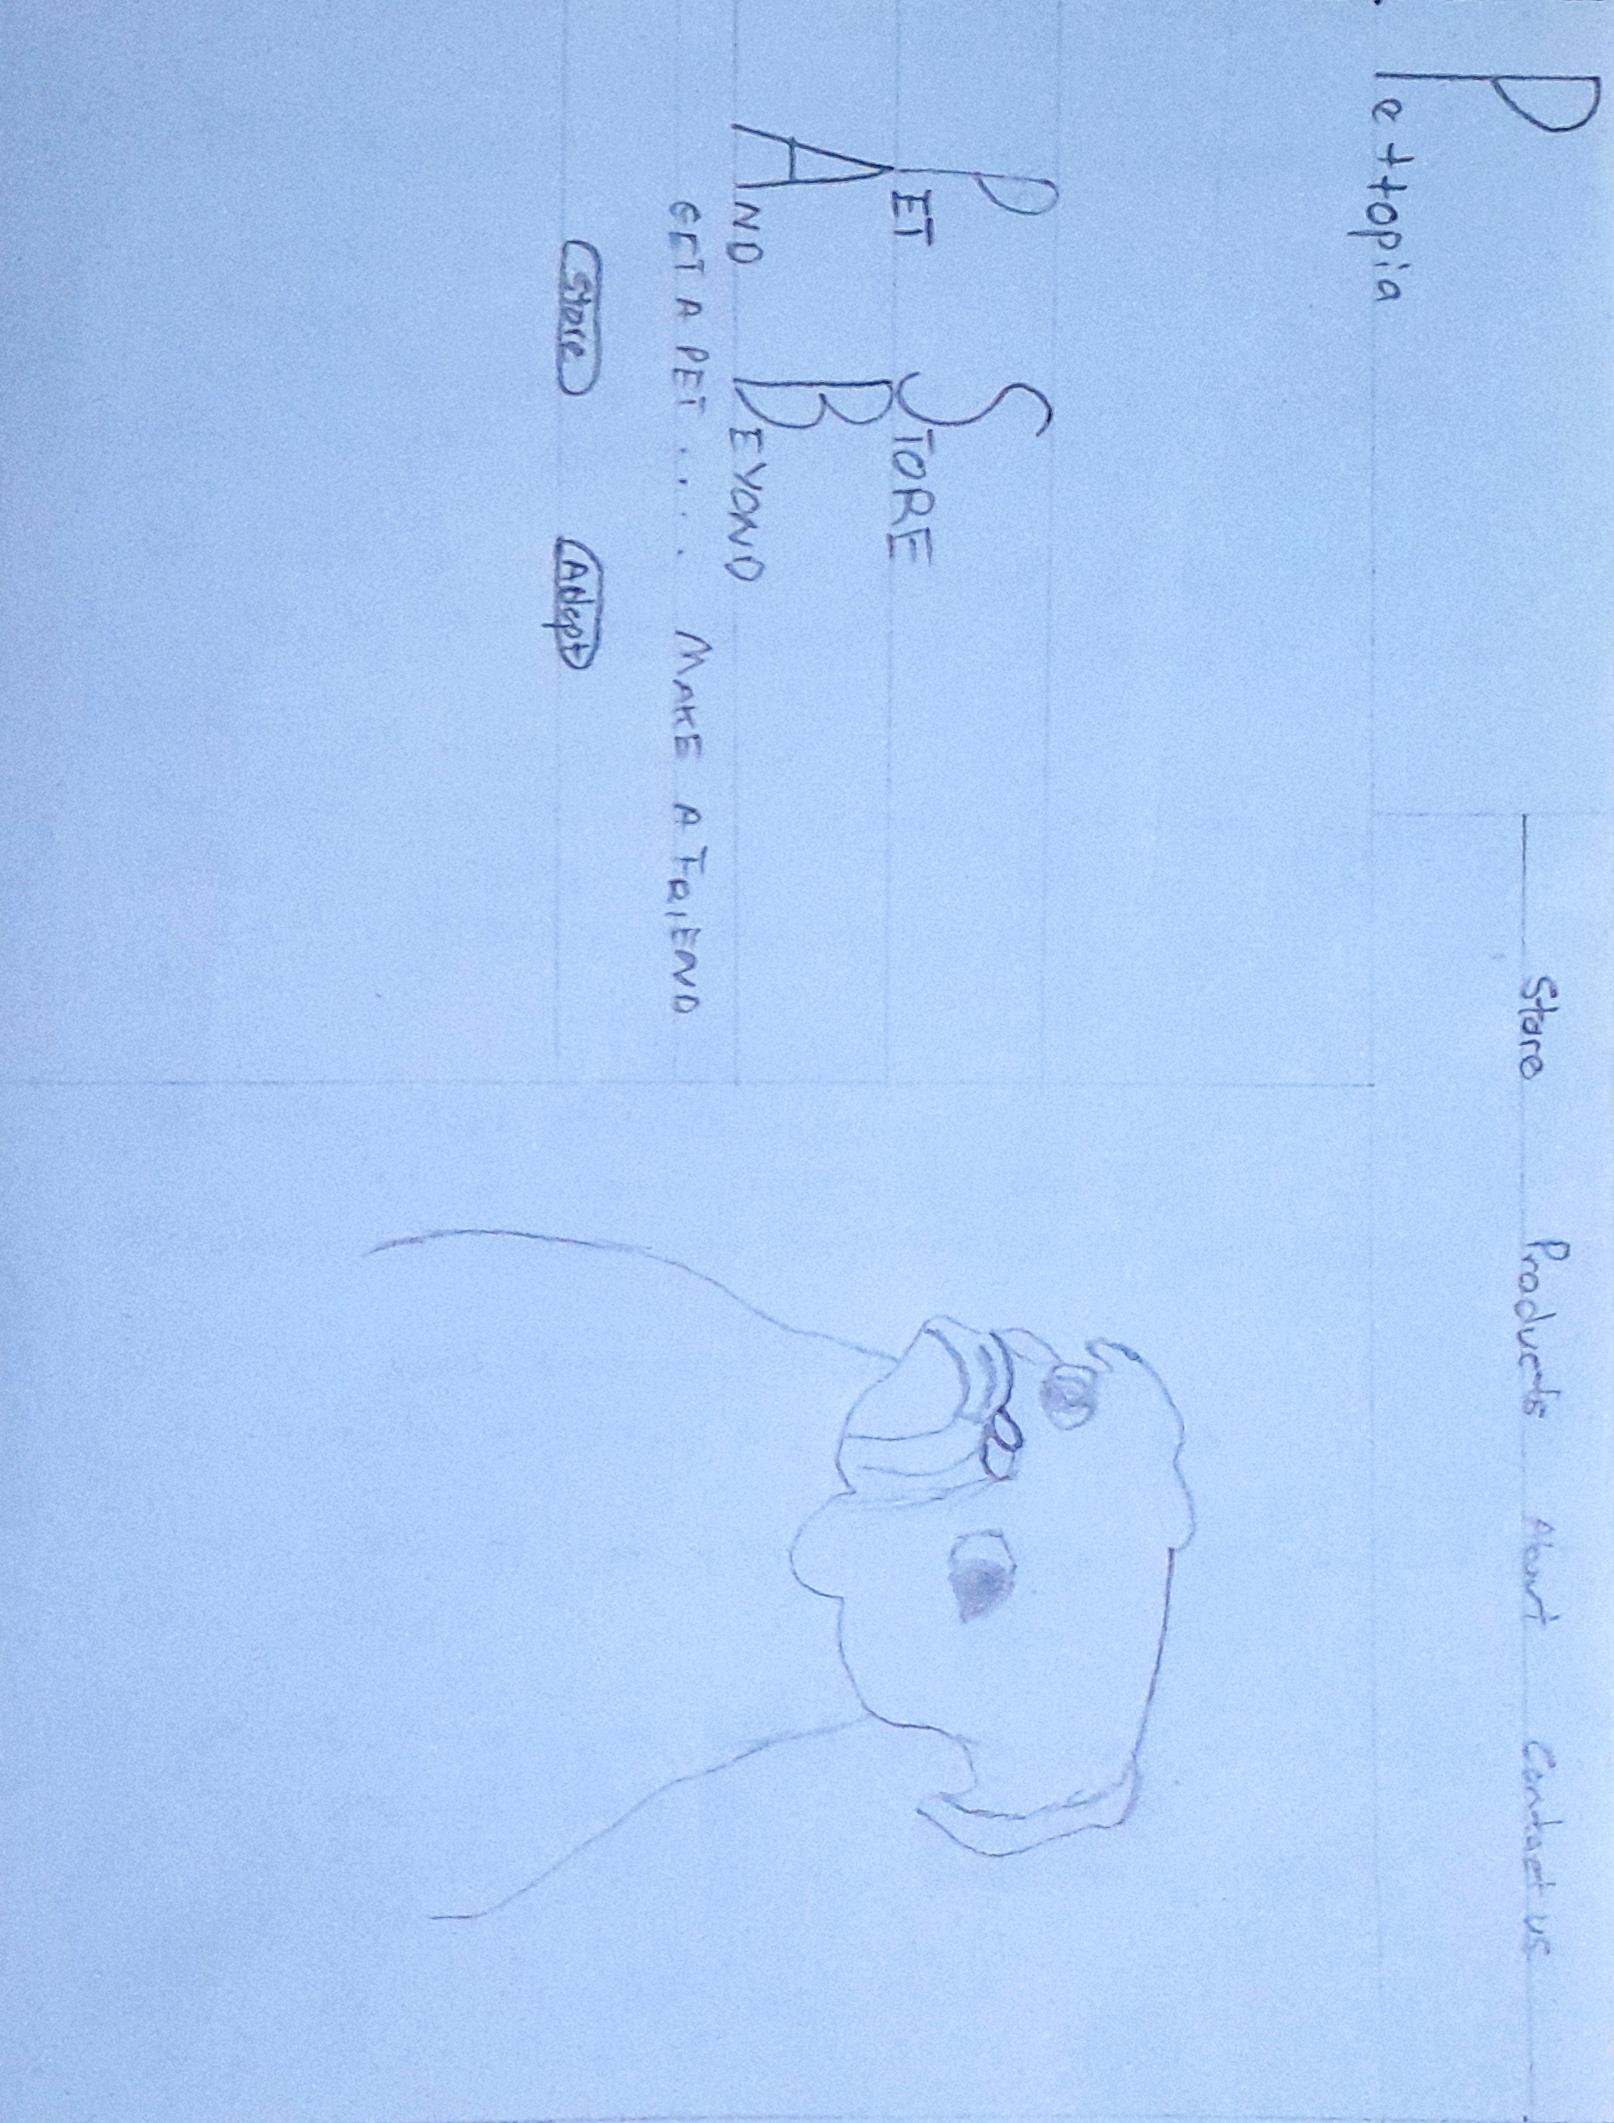 Pettopia
Store Products About Contact us
PET STORE
AND BEYOND
GET A PET .... MAKE A FRIEND
Store Adopt